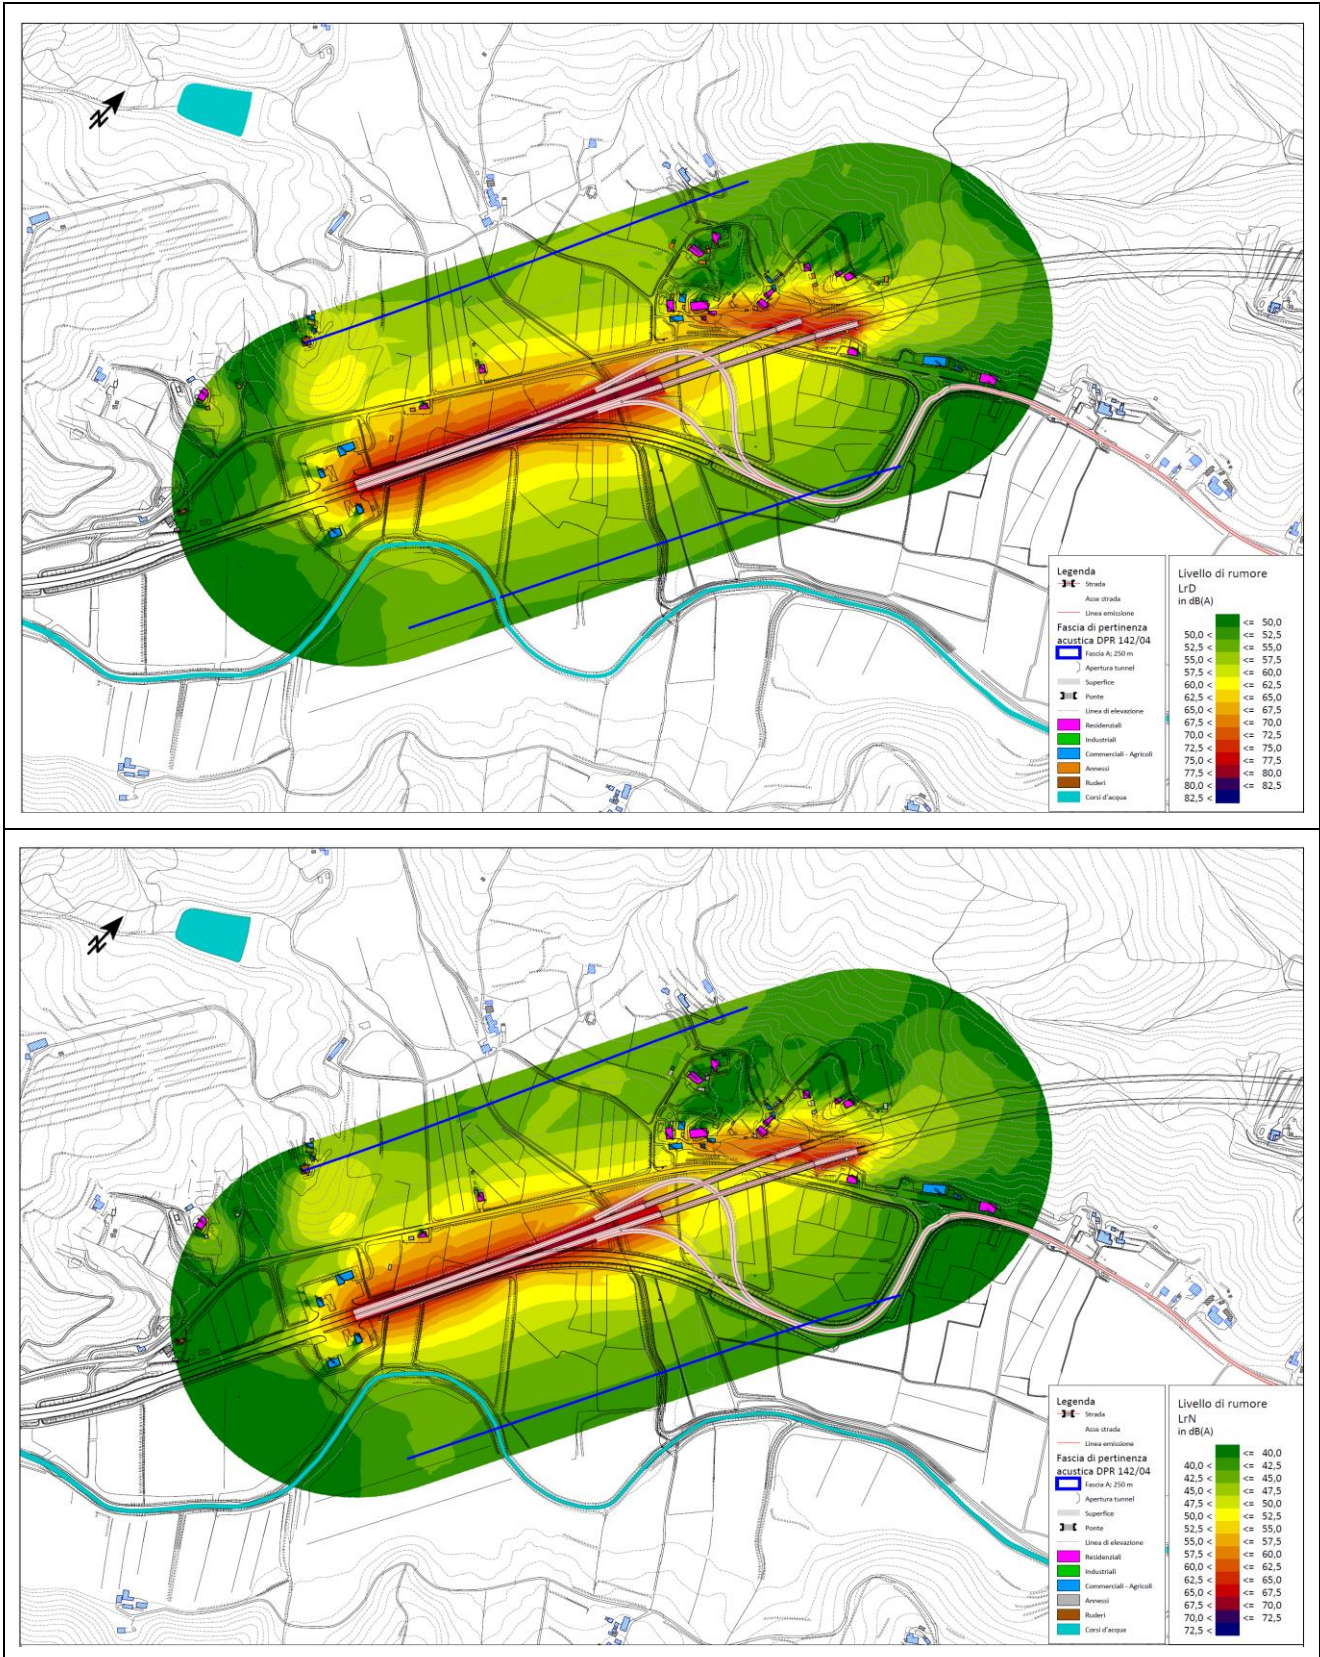 N
Legenda
Strada
Asse strada
Linea emissione
Fascia di pertinenza
acustica DPR 142/04
Fascia A; 250 m
Apertura tunnel
Superfice
Ponte
Linea di elevazione
Residenziali
Industriali
Commerciali - Agricoli
Annessi
Ruderi
Corsi d'acqua
Livello di rumore
LrD
in dB(A)
<= 50,0
50,0 < <= 52,5
52,5 < <= 55,0
55,0 < <= 57,5
57,5 < <= 60,0
60,0 < <= 62,5
62,5 < <= 65,0
65,0 < <= 67,5
67,5 < <= 70,0
70,0 < <= 72,5
72,5 < <= 75,0
75,0 < <= 77,5
77,5 < <= 80,0
80,0 < <= 82,5
82,5 <
N
Legenda
Strada
Asse strada
Linea emissione
Fascia di pertinenza
acustica DPR 142/04
Fascia A; 250 m
Apertura tunnel
Superfice
Ponte
Linea di elevazione
Residenziali
Industriali
Commerciali - Agricoli
Annessi
Ruderi
Corsi d'acqua
Livello di rumore
LrN
in dB(A)
<= 40,0
40,0 < <= 42,5
42,5 < <= 45,0
45,0 < <= 47,5
47,5 < <= 50,0
50,0 < <= 52,5
52,5 < <= 55,0
55,0 < <= 57,5
57,5 < <= 60,0
60,0 < <= 62,5
62,5 < <= 65,0
65,0 < <= 67,5
67,5 < <= 70,0
70,0 < <= 72,5
72,5 <